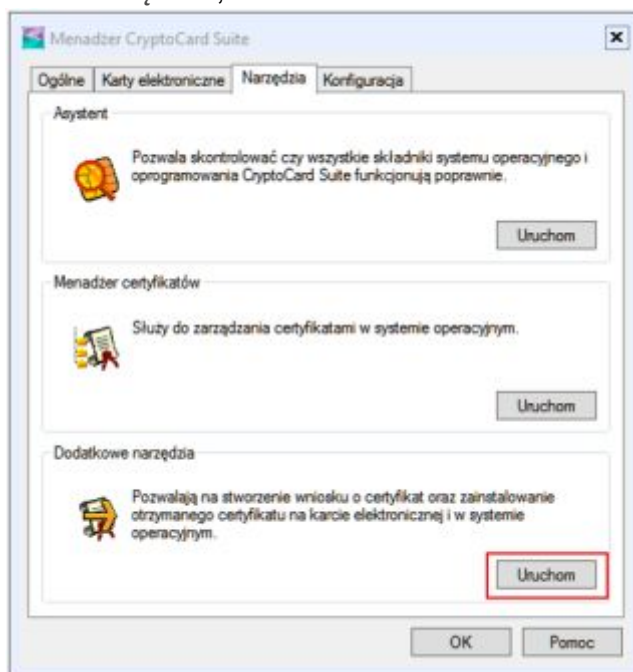 Menadżer CryptoCard Suite
Ogólne Karty elektroniczne Narzędzia Konfiguracja
Asystent
Pozwala skontrolować czy wszystkie składniki systemu operacyjnego i
oprogramowania CryptoCard Suite funkcjonują poprawnie.
Uruchom
Menadżer certyfikatów
Służy do zarządzania certyfikatami w systemie operacyjnym.
Uruchom
Dodatkowe narzędzia
Pozwalają na stworzenie wniosku o certyfikat oraz zainstalowanie
otrzymanego certyfikatu na karcie elektronicznej i w systemie
operacyjnym.
Uruchom
OK Pomoc